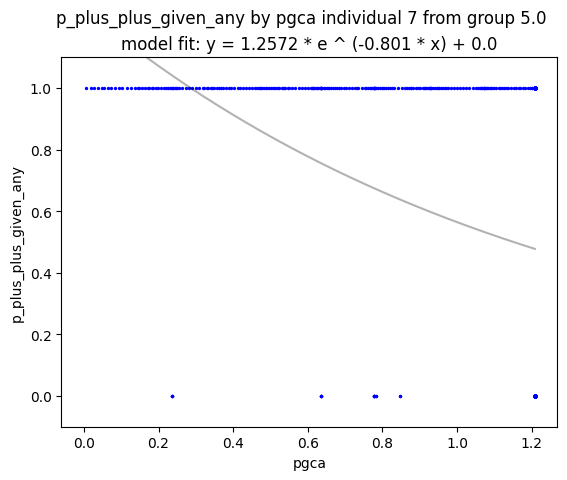 p_plus_plus_given_any by pgca individual 7 from group 5.0
model fit: y = 1.2572 * e ^ (-0.801 * x) + 0.0
p_plus_plus_given_any
1.0
0.8
0.6
0.4
0.2
0.0
0.0 0.2 0.4 0.6 0.8 1.0 1.2
pgca